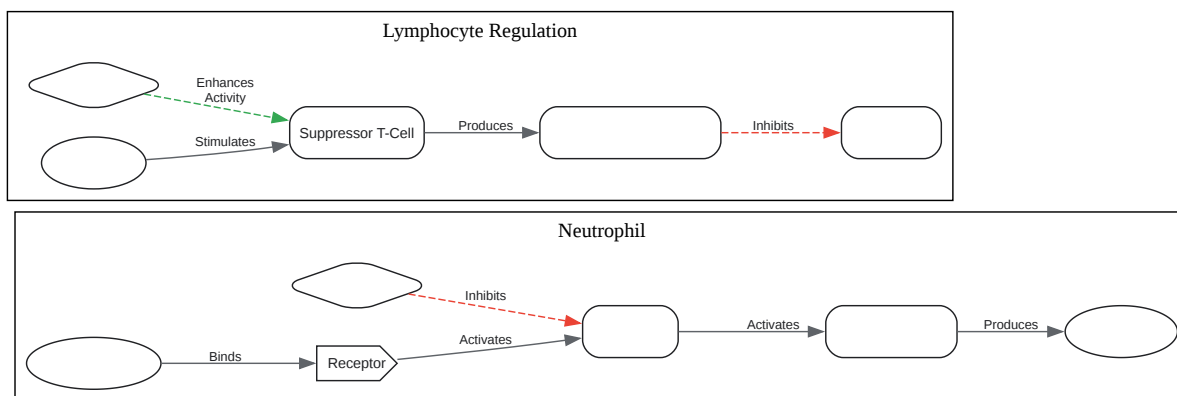 Lymphocyte Regulation
Enhances
Activity
Stimulates
Suppressor T-Cell
Produces
Inhibits
Neutrophil
Inhibits
Activates
Binds
Receptor
Activates
Produces